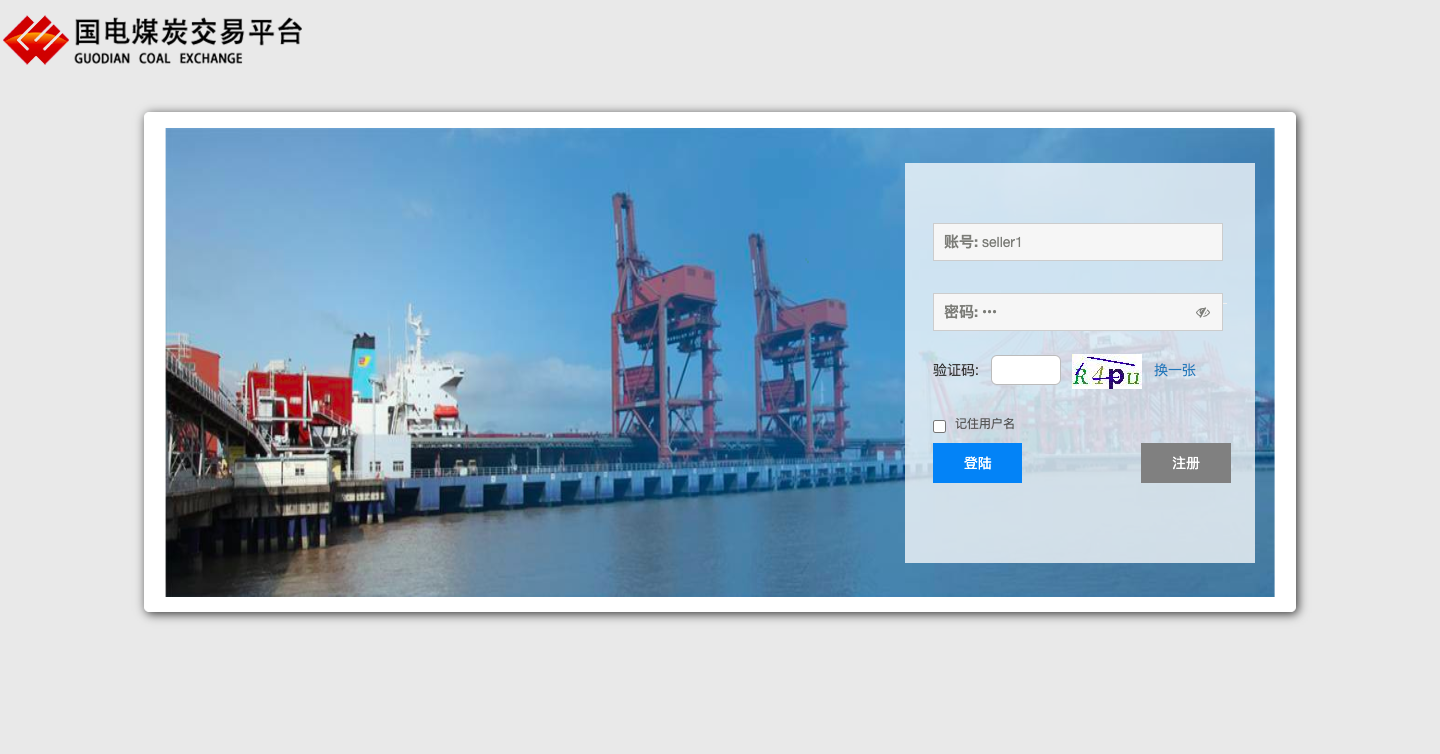 国电煤炭交易平台
GUODIAN COAL EXCHANGE
账号: seller1
密码: •••
验证码: k4pu 换一张
记住用户名
登陆 注册